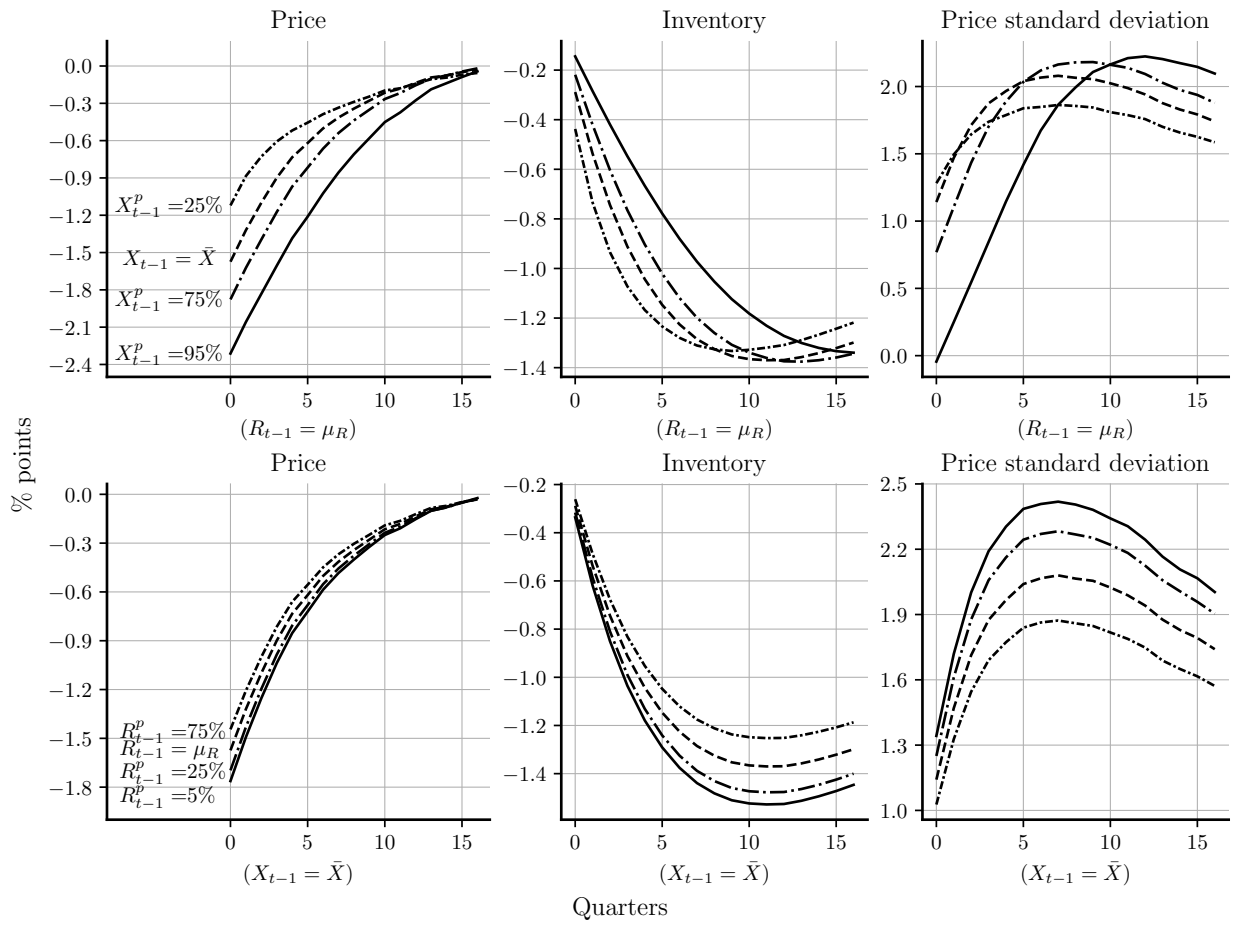 Price
Inventory
Price standard deviation
0.0
−0.3
−0.6
−0.9
−1.2
−1.5
−1.8
−2.1
−2.4
X^p_{t−1} =25%
X_{t−1} = X̄
X^p_{t−1} =75%
X^p_{t−1} =95%
0 5 10 15
(R_{t−1} = μ_R)
−0.2
−0.4
−0.6
−0.8
−1.0
−1.2
−1.4
0 5 10 15
(R_{t−1} = μ_R)
2.0
1.5
1.0
0.5
0.0
0 5 10 15
(R_{t−1} = μ_R)
% points
Price
Inventory
Price standard deviation
0.0
−0.3
−0.6
−0.9
−1.2
−1.5
−1.8
R^p_{t−1} =75%
R_{t−1} = μ_R
R^p_{t−1} =25%
R^p_{t−1} =5%
0 5 10 15
(X_{t−1} = X̄)
−0.2
−0.4
−0.6
−0.8
−1.0
−1.2
−1.4
0 5 10 15
(X_{t−1} = X̄)
2.5
2.2
1.9
1.6
1.3
1.0
0 5 10 15
(X_{t−1} = X̄)
Quarters